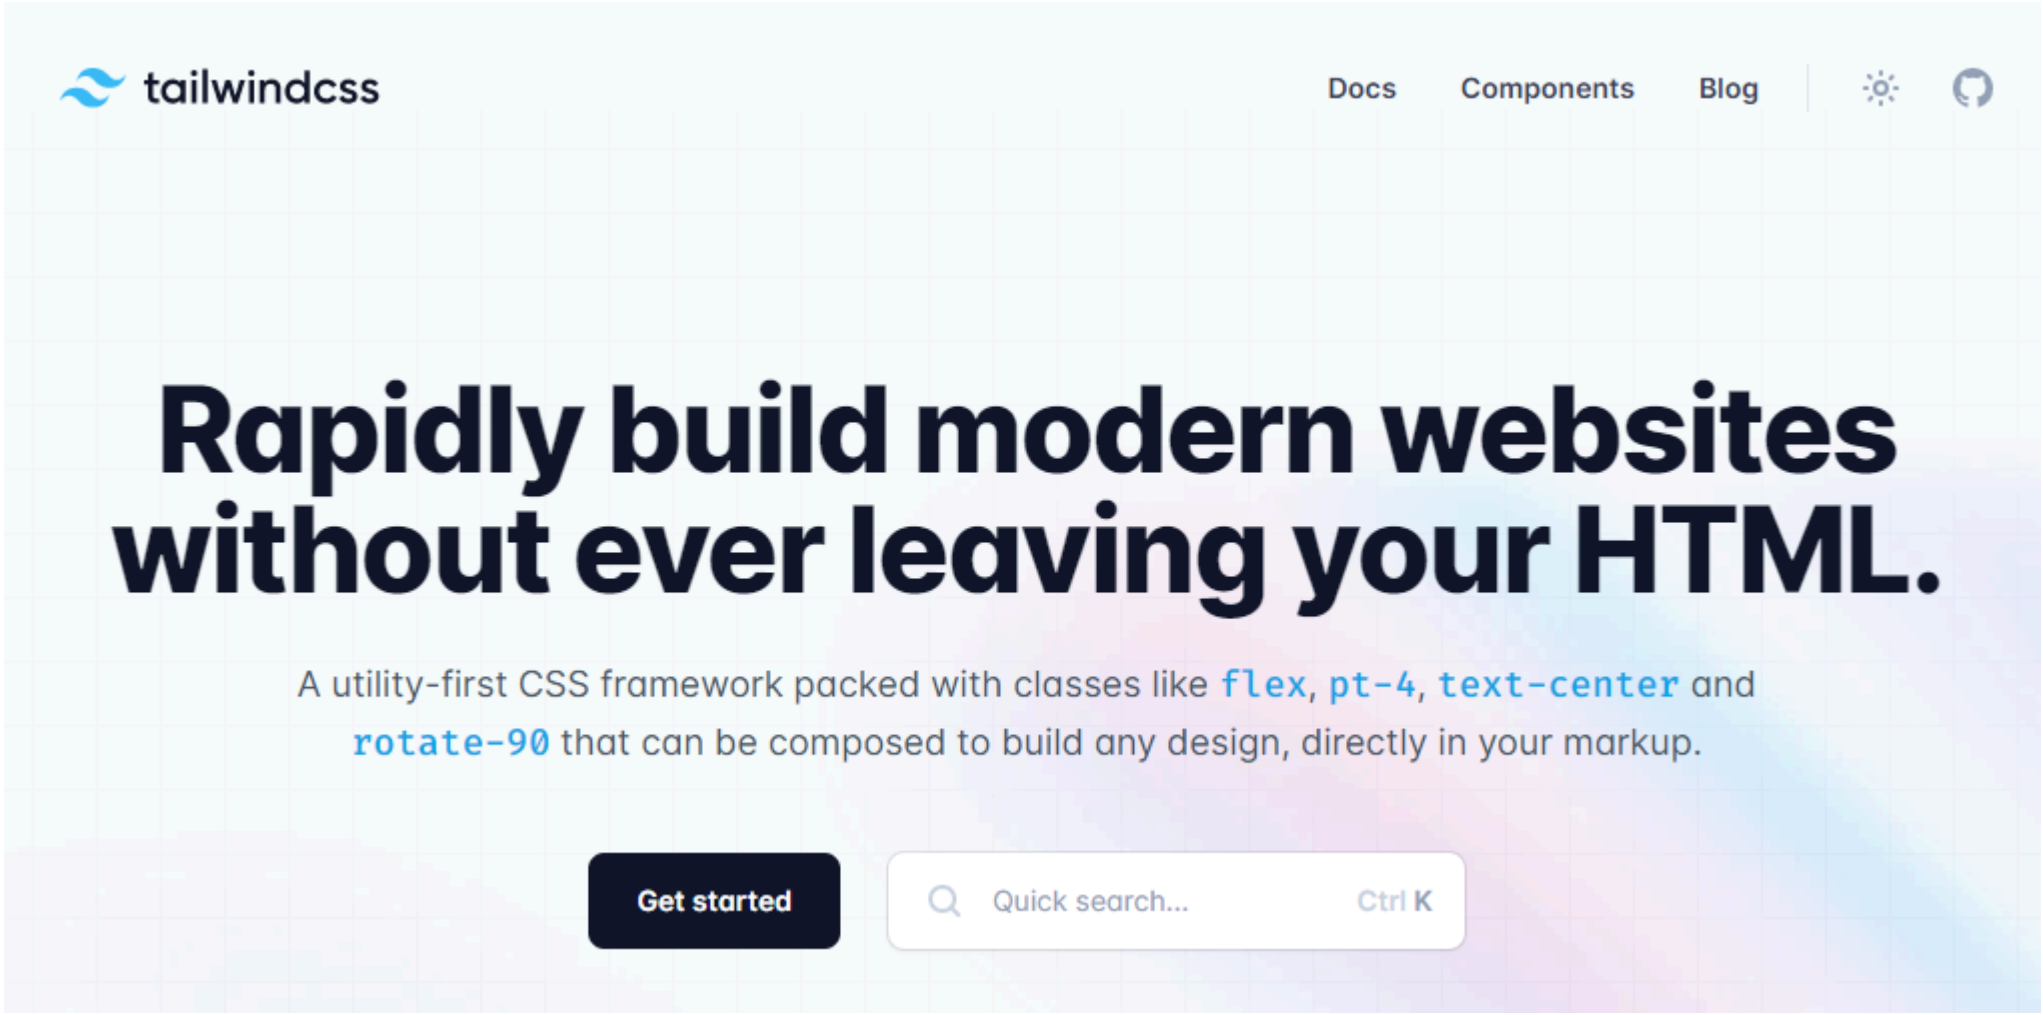 tailwindcss
Docs Components Blog
Rapidly build modern websites
without ever leaving your HTML.
A utility-first CSS framework packed with classes like flex, pt-4, text-center and
rotate-90 that can be composed to build any design, directly in your markup.
Get started
Quick search... Ctrl K